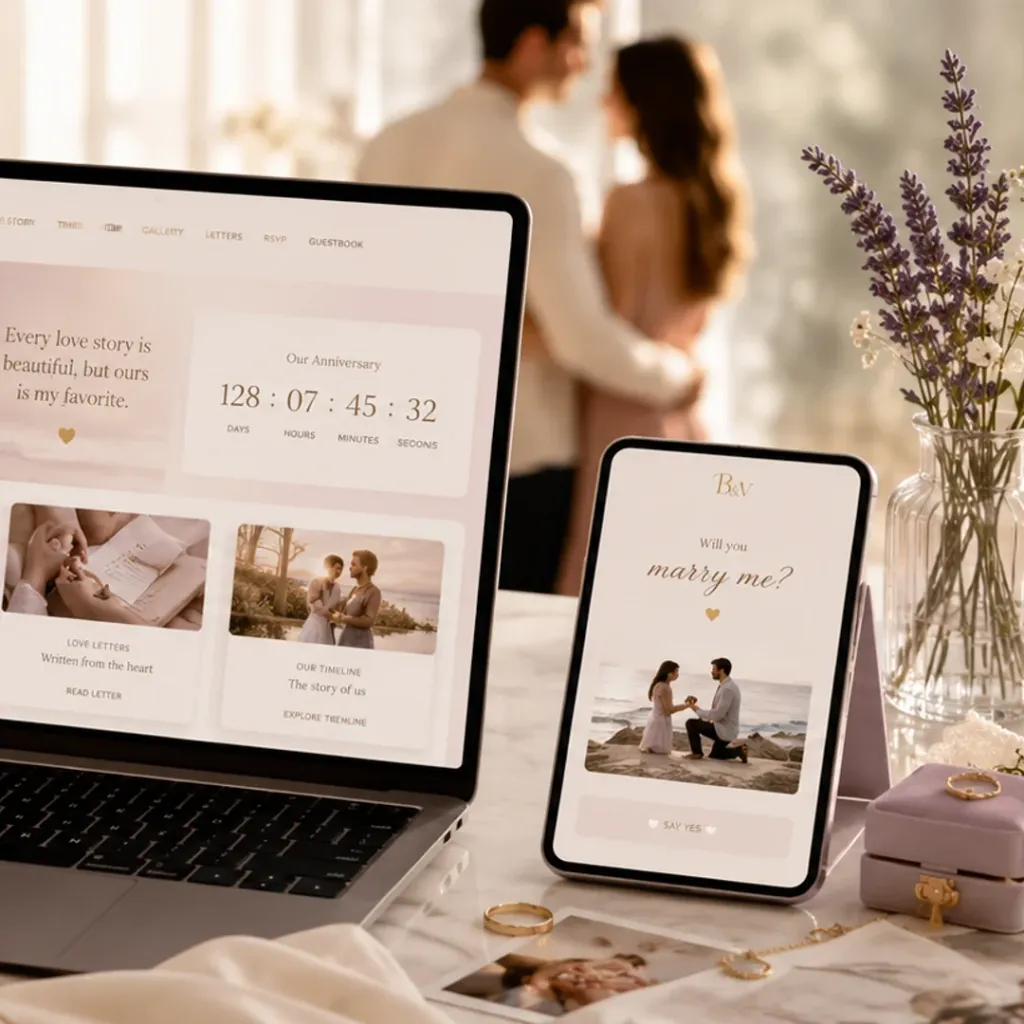 STORY
GALLERY
LETTERS
RSVP
GUESTBOOK
Every love story is
beautiful, but ours
is my favorite.
Our Anniversary
128 : 07 : 45 : 32
DAYS HOURS MINUTES SECONIS
LOVE LETTERS
Written from the heart
READ LETTER
OUR TIMELINE
The story of us
EXPLORE
B&V
Will you
marry me?
SAY YES